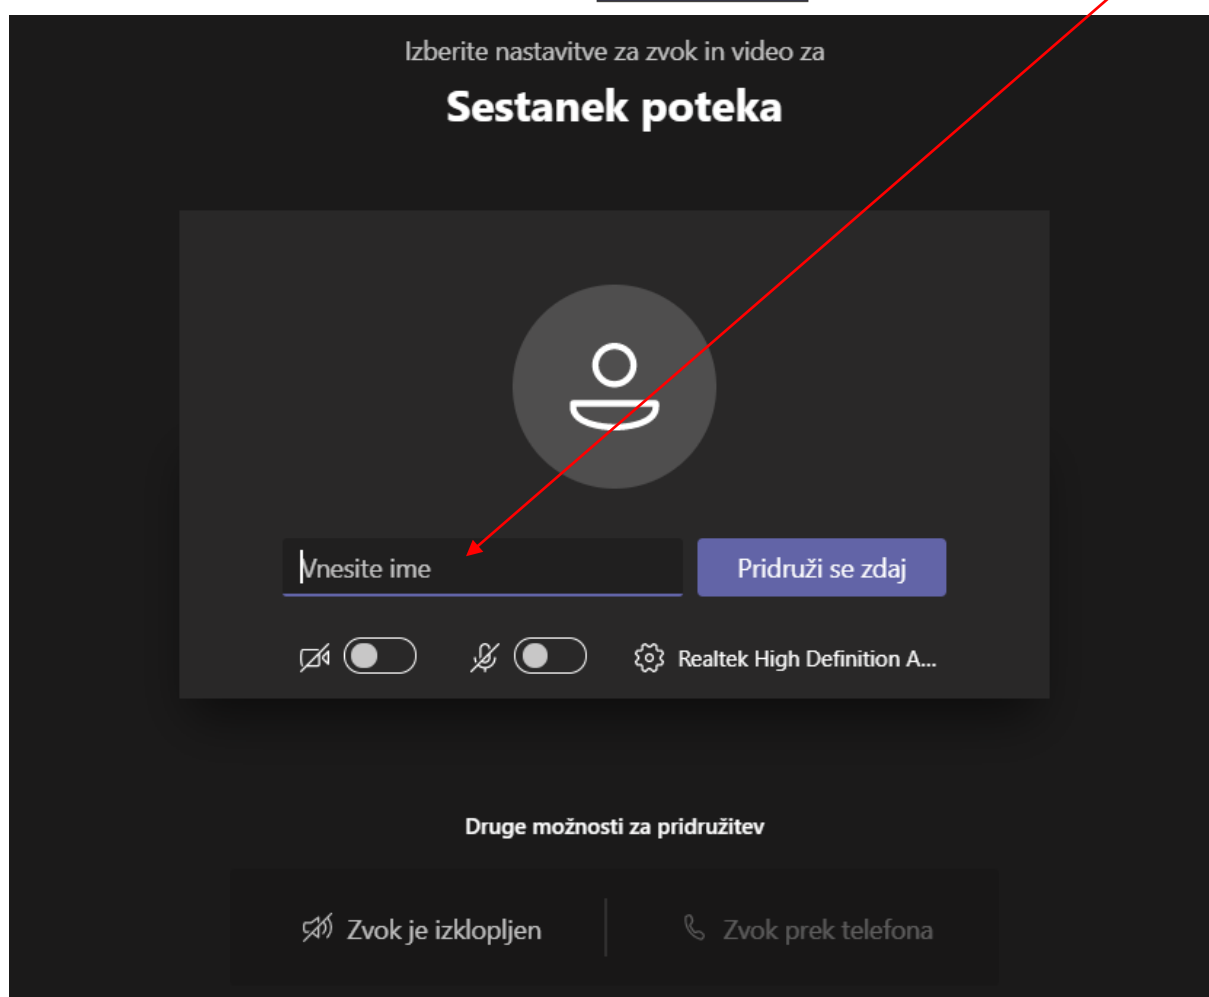 Izberite nastavitve za zvok in video za
Sestanek poteka
Vnesite ime
Pridruži se zdaj
Realtek High Definition A...
Druge možnosti za pridružitev
Zvok je izklopljen
Zvok prek telefona